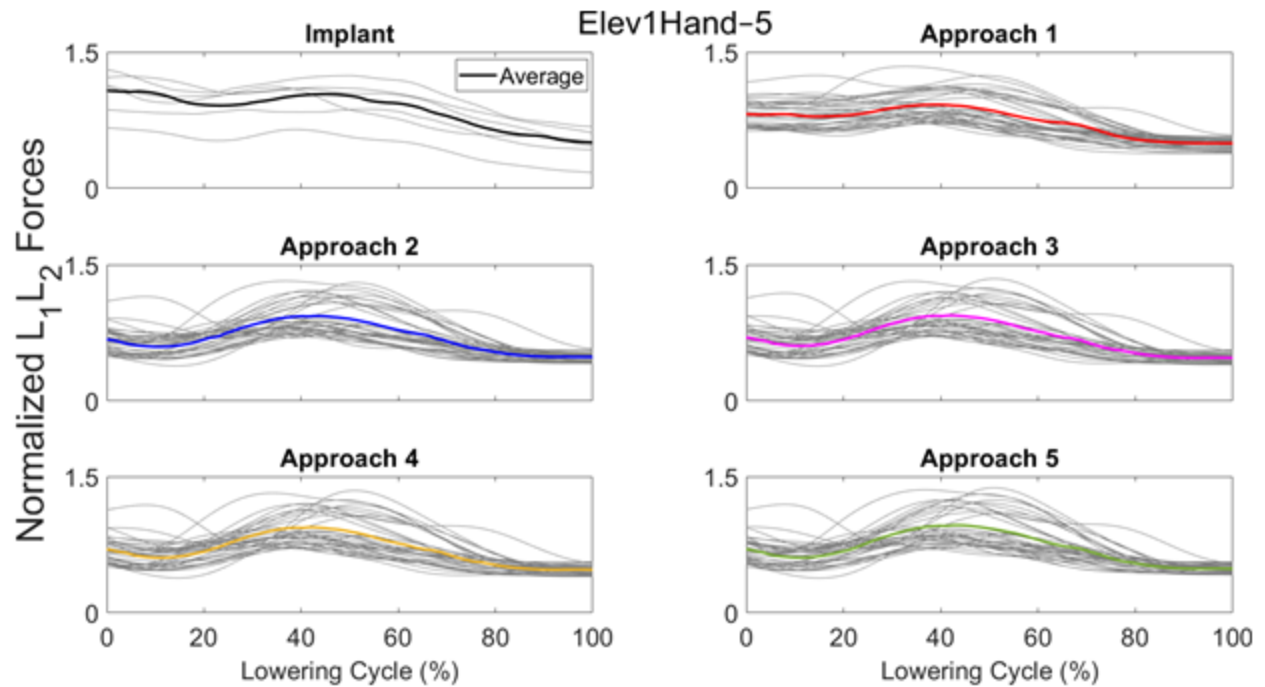 Elev1Hand-5
Implant
Approach 1
1.5
0
Average
1.5
0
Approach 2
Approach 3
1.5
0
1.5
0
Approach 4
Approach 5
1.5
0
0 20 40 60 80 100
Lowering Cycle (%)
1.5
0
0 20 40 60 80 100
Lowering Cycle (%)
Normalized L1L2 Forces